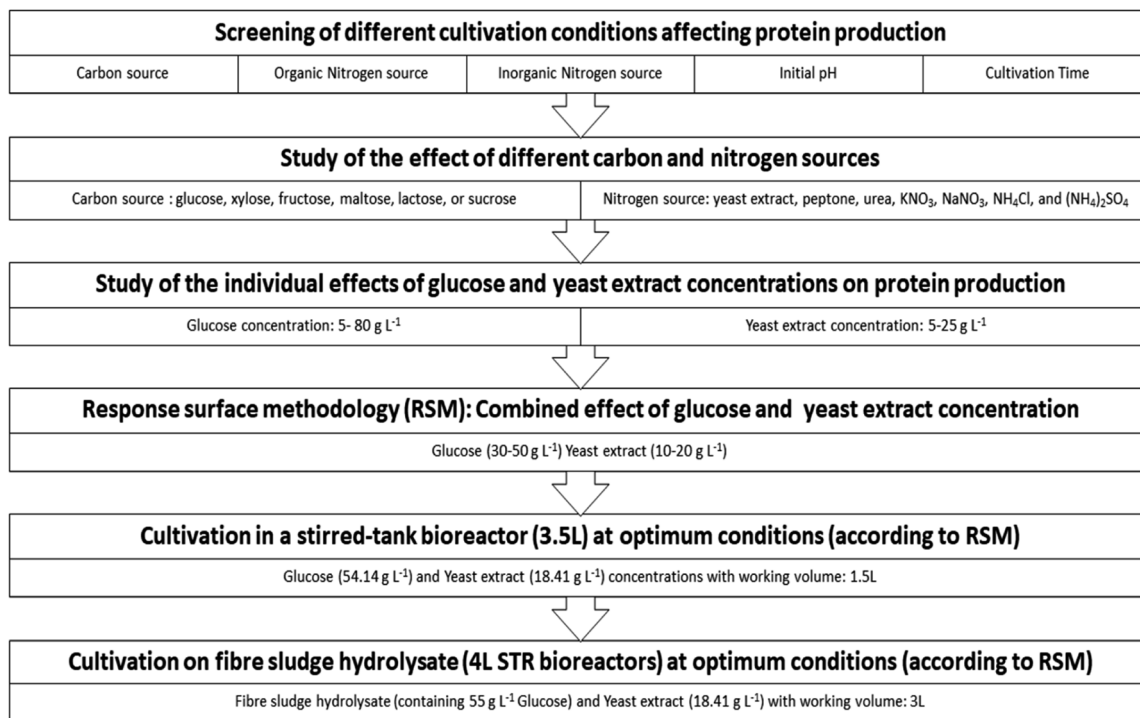 Screening of different cultivation conditions affecting protein production
Carbon source
Organic Nitrogen source
Inorganic Nitrogen source
Initial pH
Cultivation Time
Study of the effect of different carbon and nitrogen sources
Carbon source : glucose, xylose, fructose, maltose, lactose, or sucrose
Nitrogen source: yeast extract, peptone, urea, KNO₃, NaNO₃, NH₄Cl, and (NH₄)₂SO₄
Study of the individual effects of glucose and yeast extract concentrations on protein production
Glucose concentration: 5- 80 g L⁻¹
Yeast extract concentration: 5-25 g L⁻¹
Response surface methodology (RSM): Combined effect of glucose and yeast extract concentration
Glucose (30-50 g L⁻¹) Yeast extract (10-20 g L⁻¹)
Cultivation in a stirred-tank bioreactor (3.5L) at optimum conditions (according to RSM)
Glucose (54.14 g L⁻¹) and Yeast extract (18.41 g L⁻¹) concentrations with working volume: 1.5L
Cultivation on fibre sludge hydrolysate (4L STR bioreactors) at optimum conditions (according to RSM)
Fibre sludge hydrolysate (containing 55 g L⁻¹ Glucose) and Yeast extract (18.41 g L⁻¹) with working volume: 3L